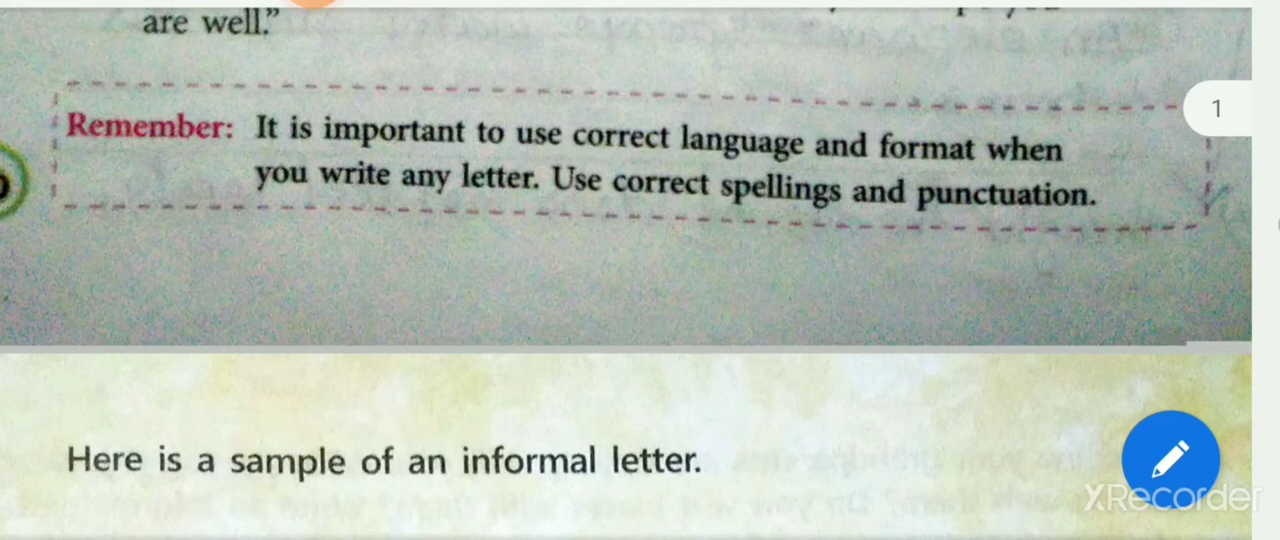 are well."
Remember: It is important to use correct language and format when
you write any letter. Use correct spellings and punctuation.
1
Here is a sample of an informal letter.
XRecorder